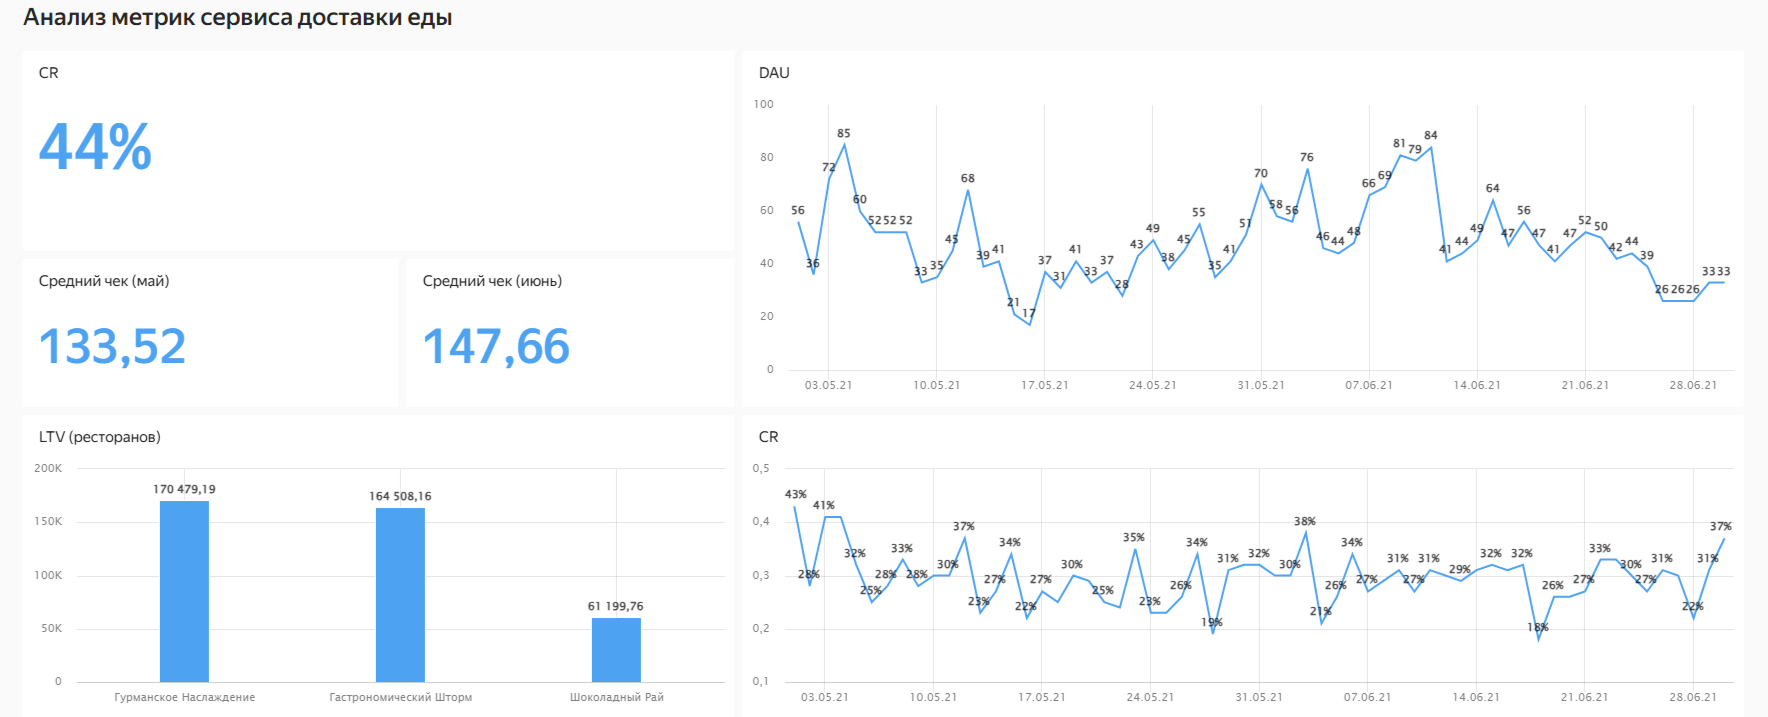 Анализ метрик сервиса доставки еды
CR
44%
Средний чек (май)
133,52
Средний чек (июнь)
147,66
DAU
100
80
60
40
20
0
56 36 72 85 60 52 52 52 33 35 45 68 39 41 21 17 37 31 41 33 37 28 43 49 38 45 55 35 41 51 70 58 56 76 46 44 48 66 69 81 79 84 41 44 49 64 47 56 47 41 47 52 50 42 44 39 26 26 26 33 33
03.05.21 10.05.21 17.05.21 24.05.21 31.05.21 07.06.21 14.06.21 21.06.21 28.06.21
LTV (ресторанов)
200K
150K
100K
50K
0
170 479,19
164 508,16
61 199,76
Гурманское Наслаждение Гастрономический Шторм Шоколадный Рай
CR
0,5
0,4
0,3
0,2
0,1
43% 28% 41% 32% 25% 28% 33% 28% 30% 37% 23% 27% 34% 22% 27% 30% 25% 35% 23% 26% 34% 19% 31% 32% 30% 38% 21% 26% 34% 27% 31% 27% 31% 29% 32% 32% 18% 26% 27% 33% 30% 27% 31% 22% 31% 37%
03.05.21 10.05.21 17.05.21 24.05.21 31.05.21 07.06.21 14.06.21 21.06.21 28.06.21